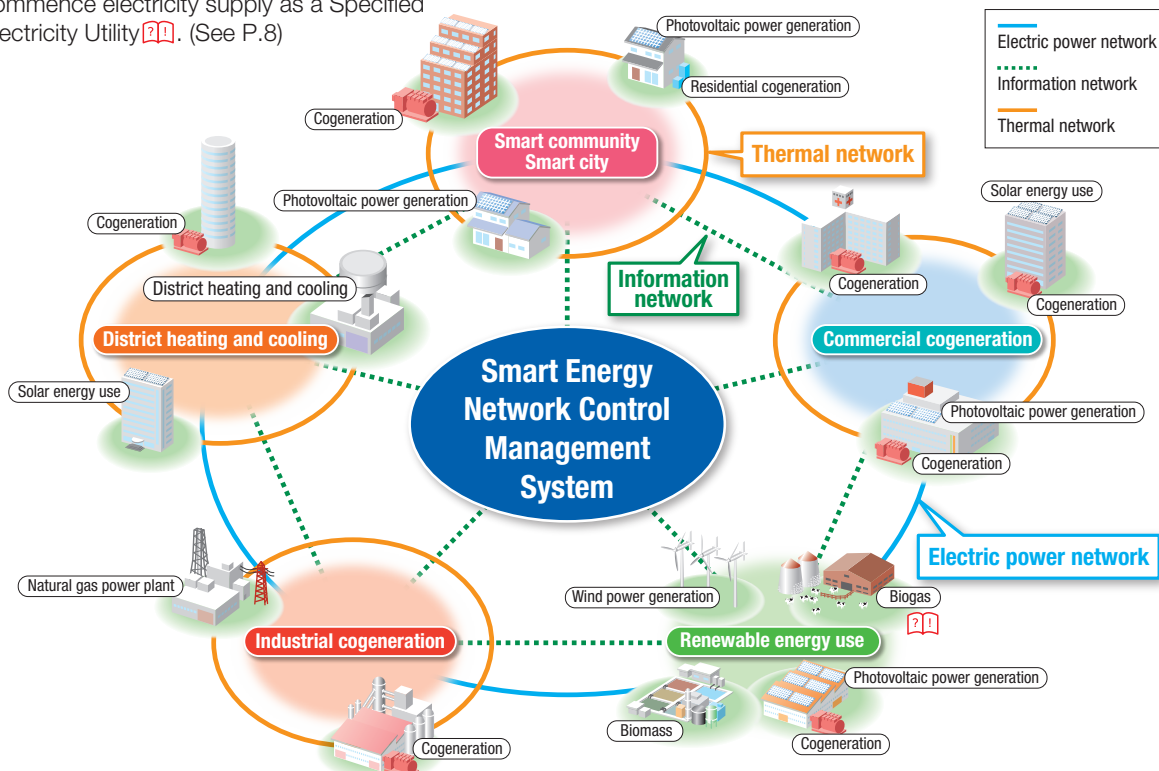 ommence electricity supply as a Specified
ectricity Utility ?!. (See P.8)
Electric power network
Information network
Thermal network
Photovoltaic power generation
Residential cogeneration
Cogeneration
Smart community
Smart city
Thermal network
Photovoltaic power generation
Cogeneration
District heating and cooling
District heating and cooling
Solar energy use
Information
network
Solar energy use
Cogeneration
Cogeneration
Commercial cogeneration
Photovoltaic power generation
Cogeneration
Smart Energy
Network Control
Management
System
Electric power network
Natural gas power plant
Industrial cogeneration
Cogeneration
Wind power generation
Biogas
?!
Renewable energy use
Photovoltaic power generation
Biomass
Cogeneration